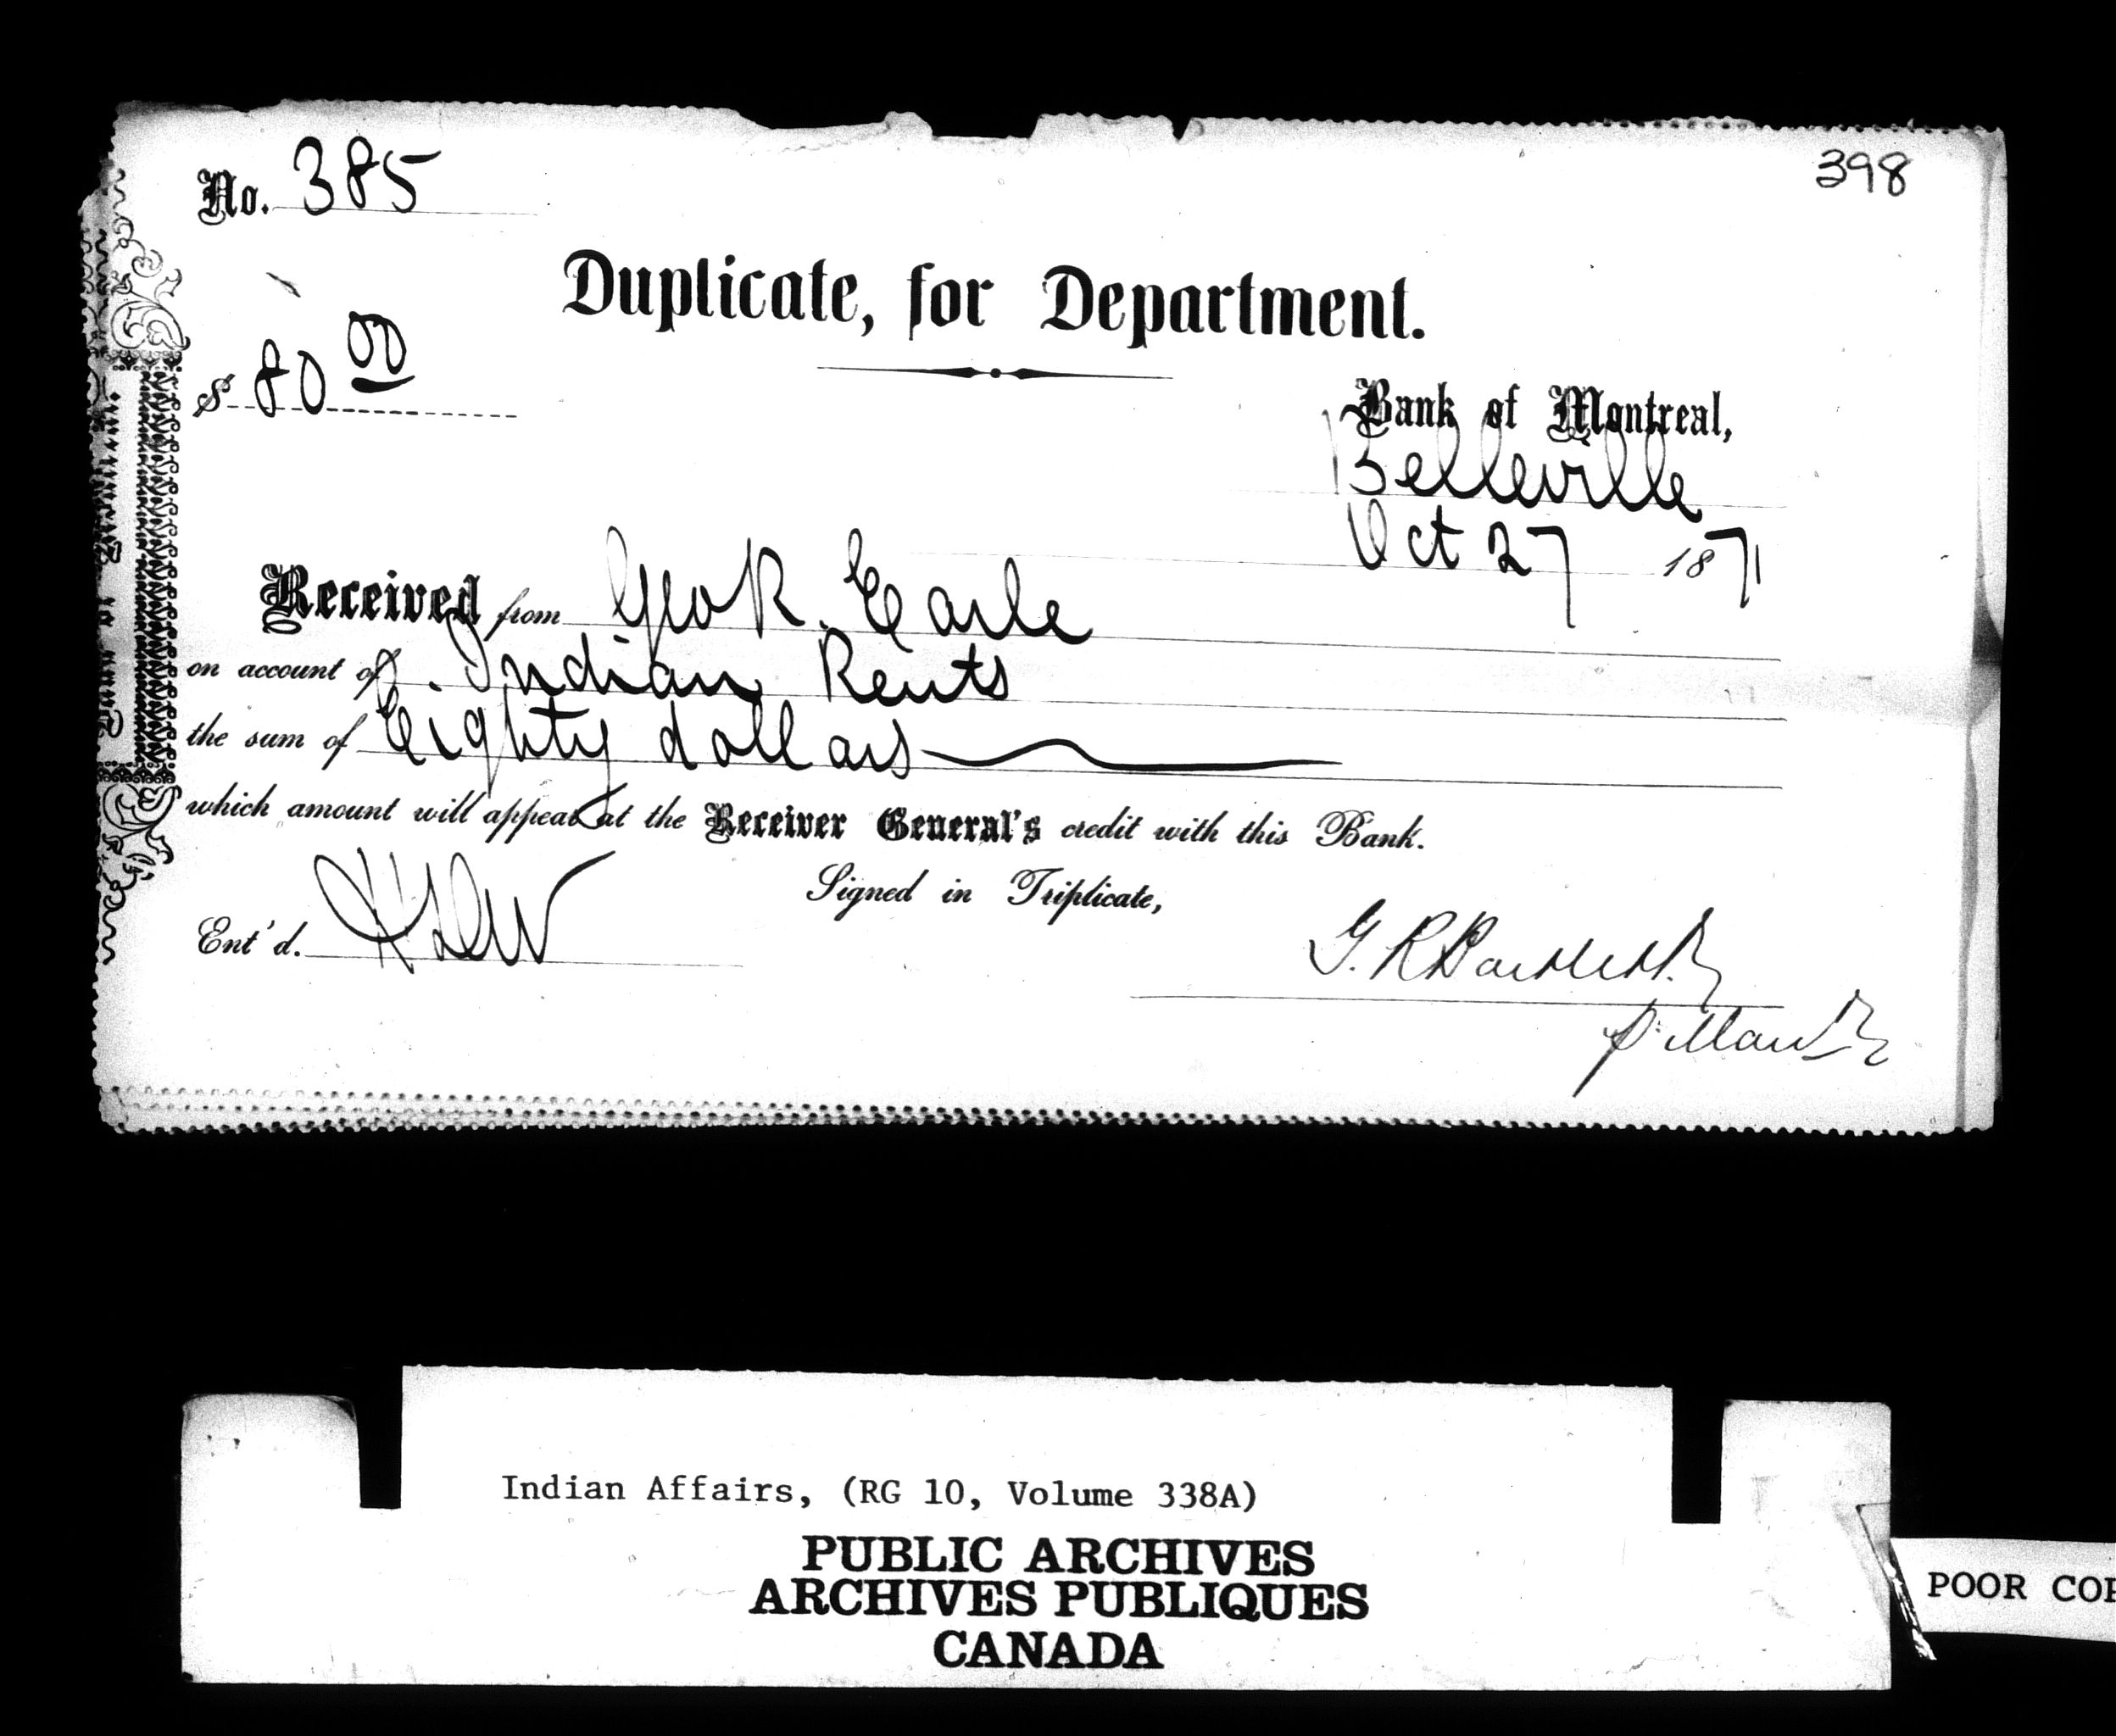 No. 385
398
Duplicate, for Department.
$ 80 00
Bank of Montreal,
Belleville
Oct 27 1871
Received from Geo R. Earle
on account of Indian Rents
the sum of Eighty dollars
which amount will appear at the Receiver General's credit with this Bank.
Signed in Triplicate,
Ent'd.
G. R Bartlett
Indian Affairs, (RG 10, Volume 338A)
PUBLIC ARCHIVES
ARCHIVES PUBLIQUES
CANADA
POOR COP